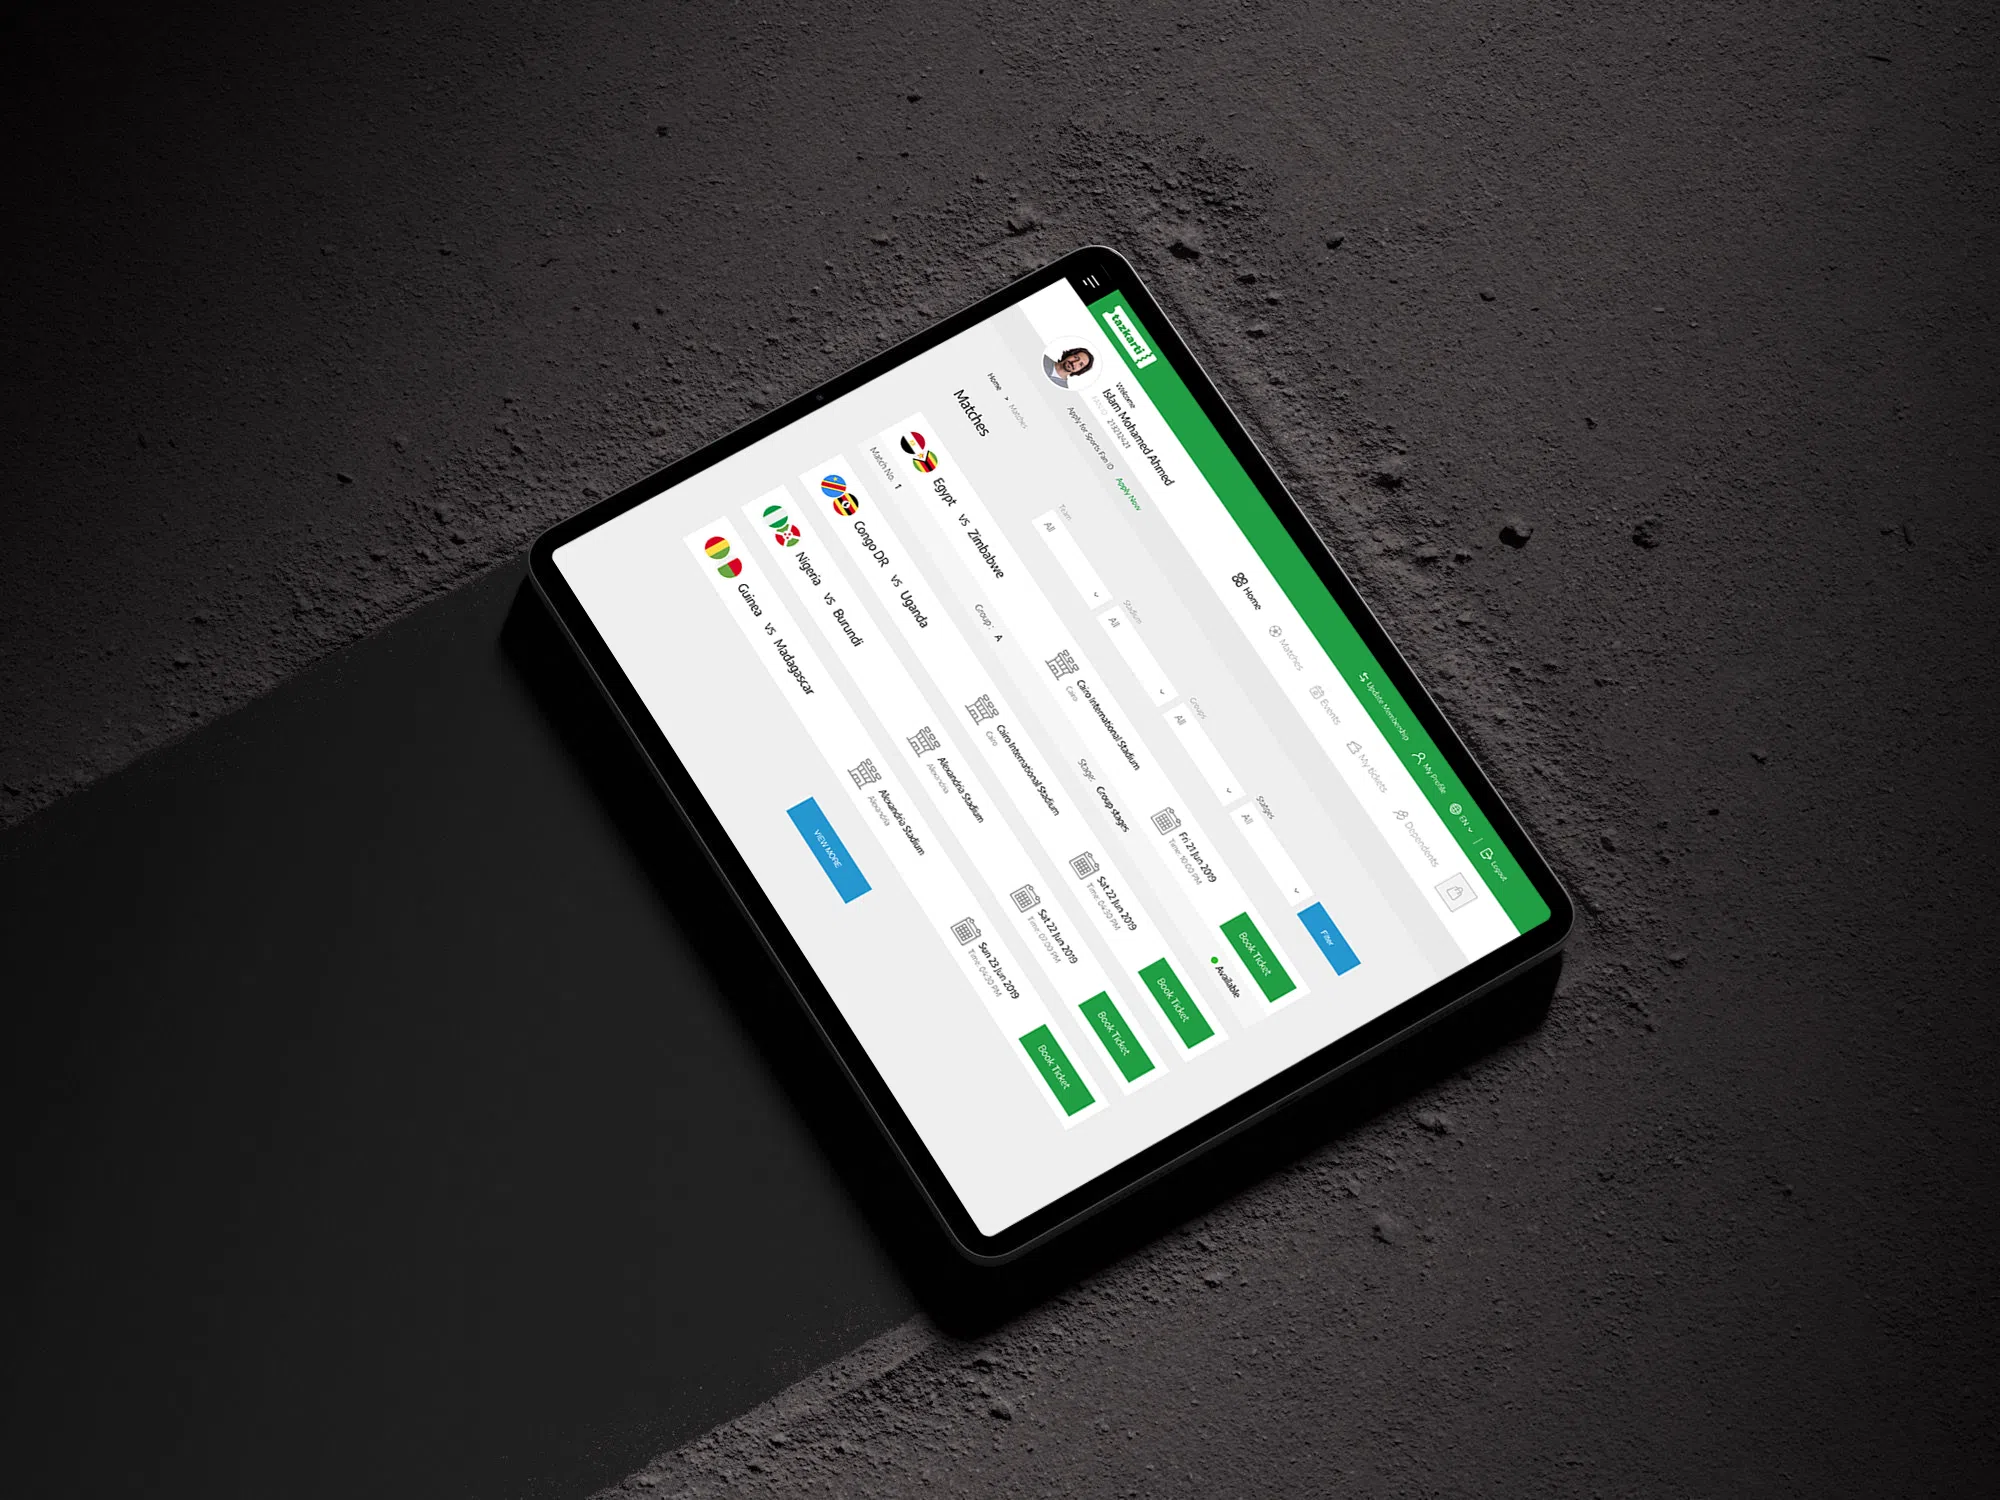 tazkarti
Update Membership
My Profile
EN
Logout
Welcome
Islam Mohamed Ahmed
FAN ID 21321421
Home
Matches
Events
My tickets
Dependents
Apply for Sports Fan ID Apply Now
Home > Matches
Matches
Team
All
Stadium
All
Groups
All
Statges
All
Filter
Egypt VS Zimbabwe
Cairo International Stadium
Cairo
Fri 21 Jun 2019
Time: 10:00 PM
Book Ticket
Match No. 1
Group: A
Stage: Group stages
Available
Congo DR VS Uganda
Cairo International Stadium
Cairo
Sat 22 Jun 2019
Time: 04:30 PM
Book Ticket
Nigeria VS Burundi
Alexandria Stadium
Alexandria
Sat 22 Jun 2019
Time: 07:00 PM
Book Ticket
Guinea VS Madagascar
Alexandria Stadium
Alexandria
Sun 23 Jun 2019
Time: 04:30 PM
Book Ticket
VIEW MORE